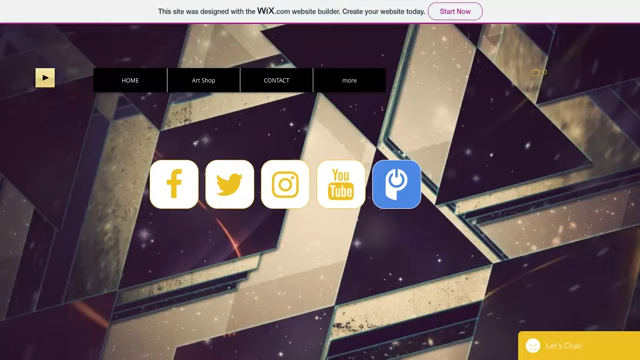 This site was designed with the WiX.com website builder. Create your website today.
Start Now
HOME
Art Shop
CONTACT
more
You
Tube
Let's Chat!